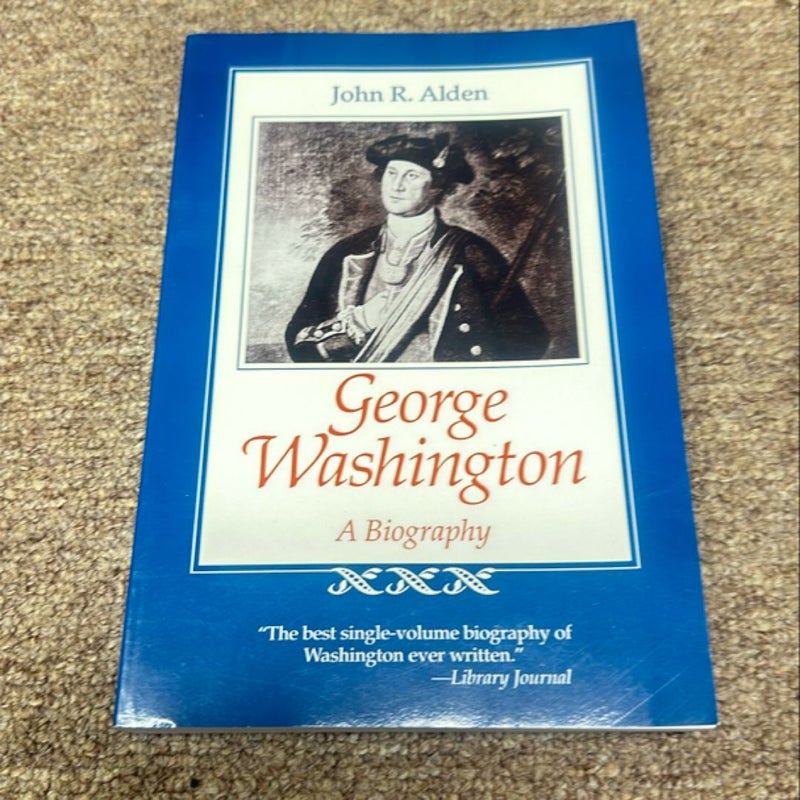 John R. Alden
George
Washington
A Biography
“The best single-volume biography of
Washington ever written.”
—Library Journal